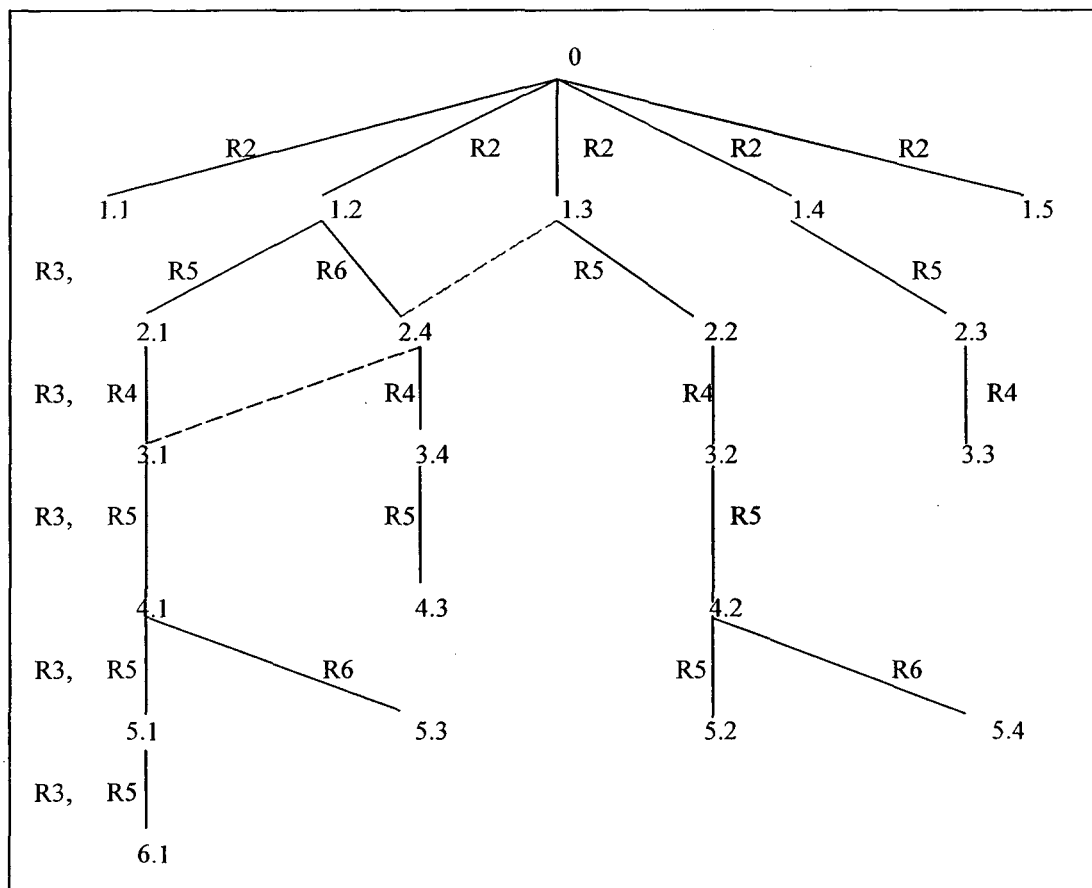 0
R2 R2 R2 R2 R2
1.1 1.2 1.3 1.4 1.5
R3, R5 R6 R5 R5
2.1 2.4 2.2 2.3
R3, R4 R4 R4 R4
3.1 3.4 3.2 3.3
R3, R5 R5 R5
4.1 4.3 4.2
R3, R5 R6 R5 R6
5.1 5.3 5.2 5.4
R3, R5
6.1